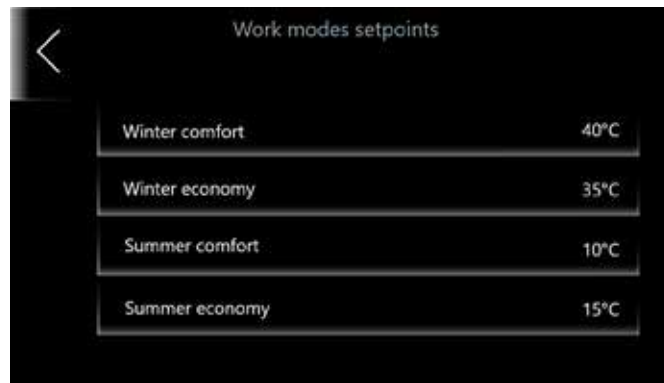 Work modes setpoints
Winter comfort 40°C
Winter economy 35°C
Summer comfort 10°C
Summer economy 15°C